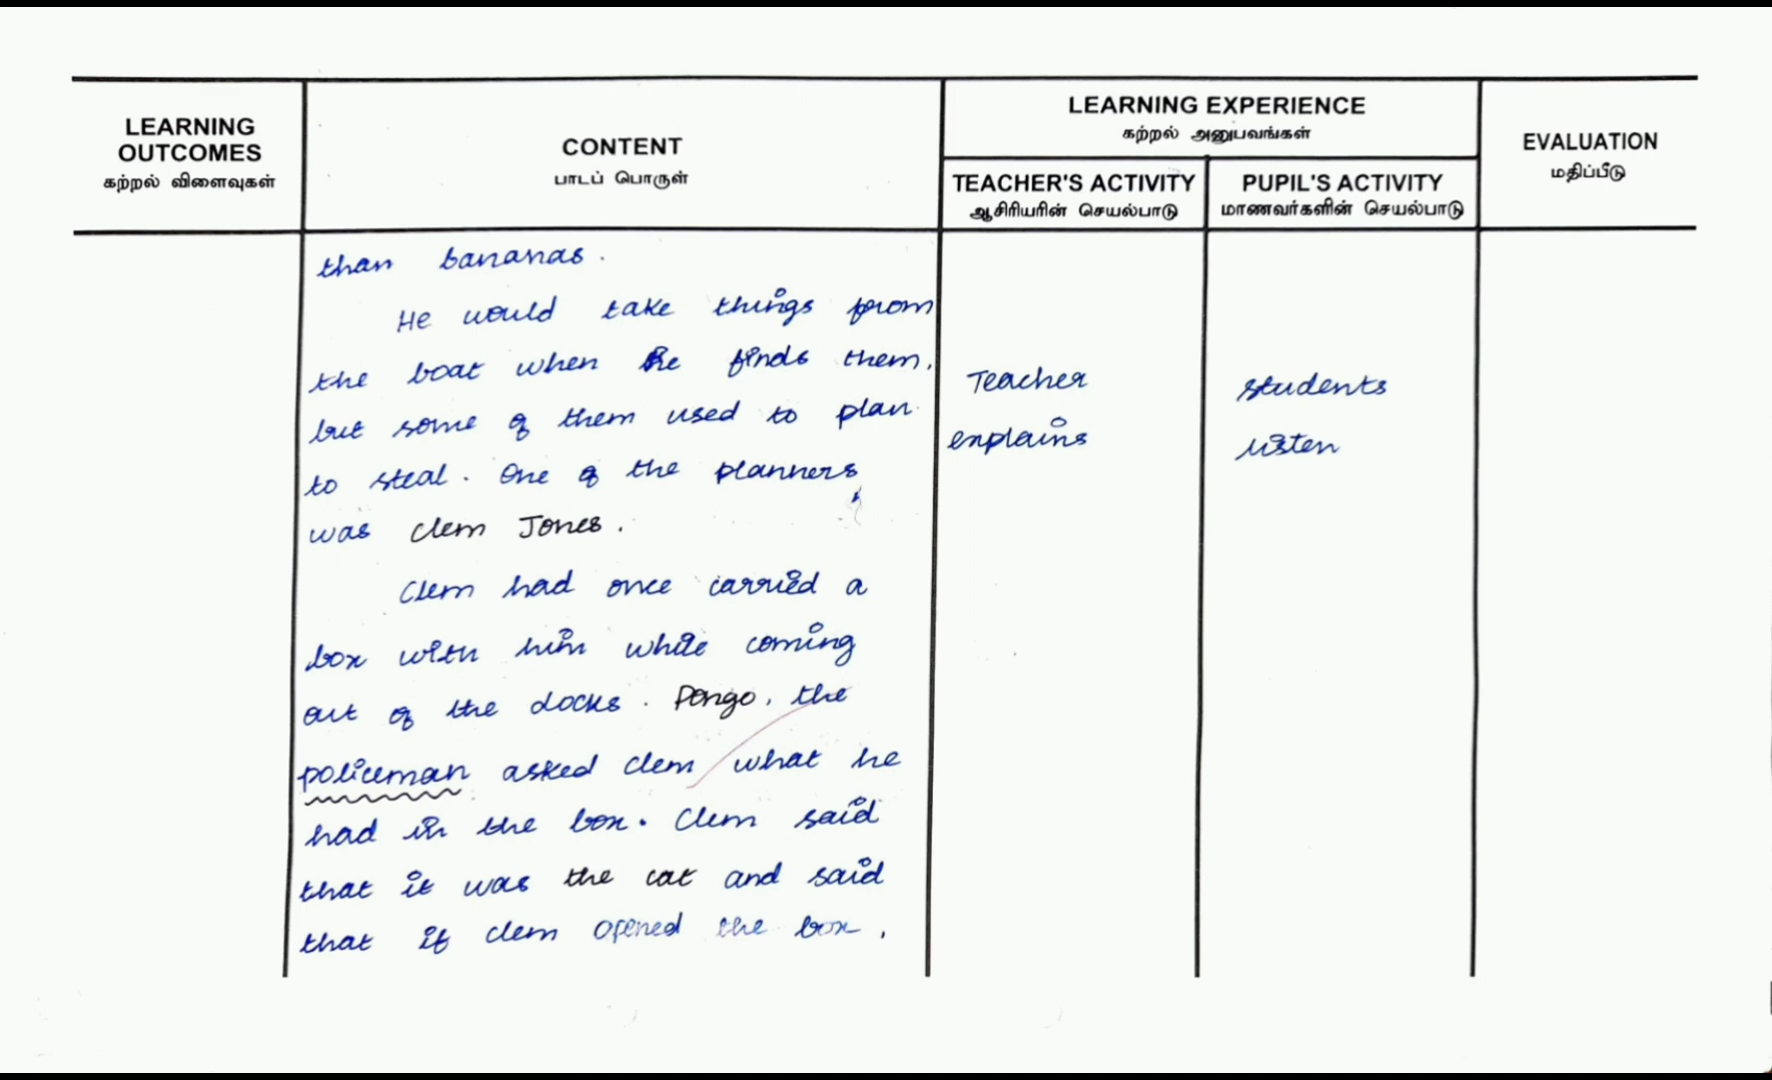 LEARNING
OUTCOMES
கற்றல் விளைவுகள்
CONTENT
பாடப் பொருள்
LEARNING EXPERIENCE
கற்றல் அனுபவங்கள்
TEACHER'S ACTIVITY
ஆசிரியரின் செயல்பாடு
PUPIL'S ACTIVITY
மாணவர்களின் செயல்பாடு
EVALUATION
மதிப்பீடு
than bananas.
He would take things from
the boat when he finds them,
but some of them used to plan
to steal. One of the planners
was Clem Jones.
Clem had once carried a
box with him while coming
out of the docks. Pongo, the
policeman asked Clem what he
had in the box. Clem said
that it was the cat and said
that if Clem opened the box,
Teacher
explains
students
listen